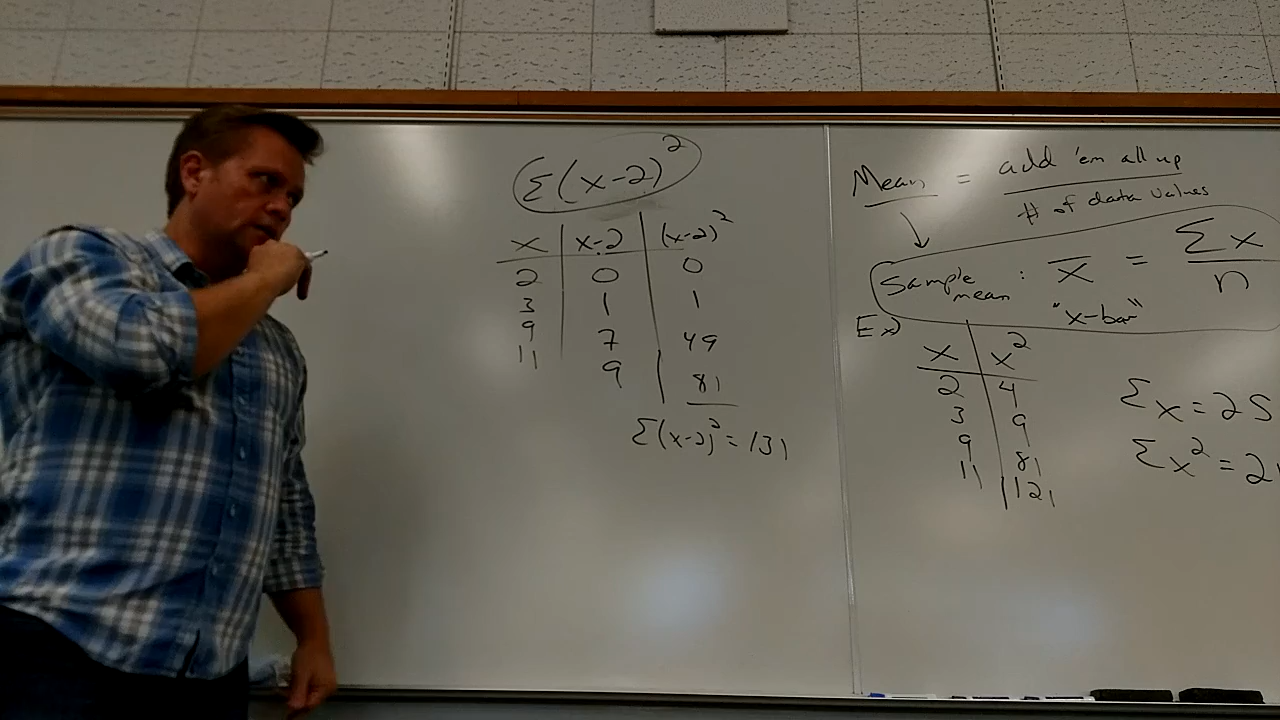 Σ(x-2)²
x | x-2 | (x-2)²
2 | 0 | 0
3 | 1 | 1
9 | 7 | 49
11 | 9 | 81
Σ(x-2)² = 131
Mean = add 'em all up
# of data values
Sample mean : x̄ = Σx / n
"x-bar"
Ex)
x | x²
2 | 4
3 | 9
9 | 81
11 | 121
Σx = 25
Σx² = 2